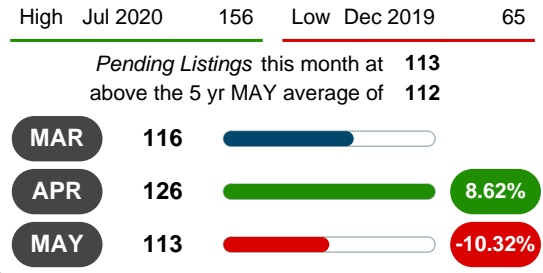 High Jul 2020 156 Low Dec 2019 65
Pending Listings this month at 113
above the 5 yr MAY average of 112
MAR 116
APR 126 8.62%
MAY 113 -10.32%